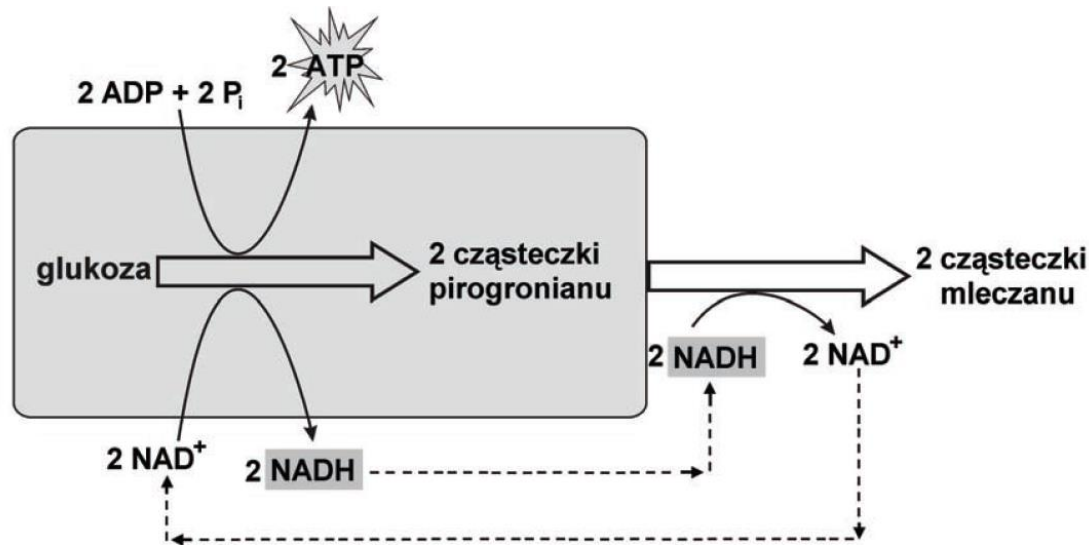 2 ATP
2 ADP + 2 Pi
glukoza
2 cząsteczki
pirogronianu
2 cząsteczki
mleczanu
2 NADH
2 NAD+
2 NAD+
2 NADH